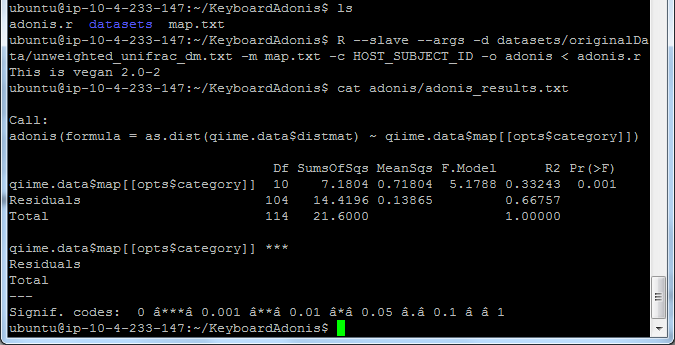 ubuntu@ip-10-4-233-147:~/KeyboardAdonis$ ls
adonis.r  datasets  map.txt
ubuntu@ip-10-4-233-147:~/KeyboardAdonis$ R --slave --args -d datasets/originalDa
ta/unweighted_unifrac_dm.txt -m map.txt -c HOST_SUBJECT_ID -o adonis < adonis.r
This is vegan 2.0-2
ubuntu@ip-10-4-233-147:~/KeyboardAdonis$ cat adonis/adonis_results.txt
Call:
adonis(formula = as.dist(qiime.data$distmat) ~ qiime.data$map[[opts$category]])
Df SumsOfSqs MeanSqs F.Model R2 Pr(>F)
qiime.data$map[[opts$category]] 10 7.1804 0.71804 5.1788 0.33243 0.001
Residuals 104 14.4196 0.13865 0.66757
Total 114 21.6000 1.00000
qiime.data$map[[opts$category]] ***
Residuals
Total
---
Signif. codes:  0 â***â 0.001 â**â 0.01 â*â 0.05 â.â 0.1 â â 1
ubuntu@ip-10-4-233-147:~/KeyboardAdonis$